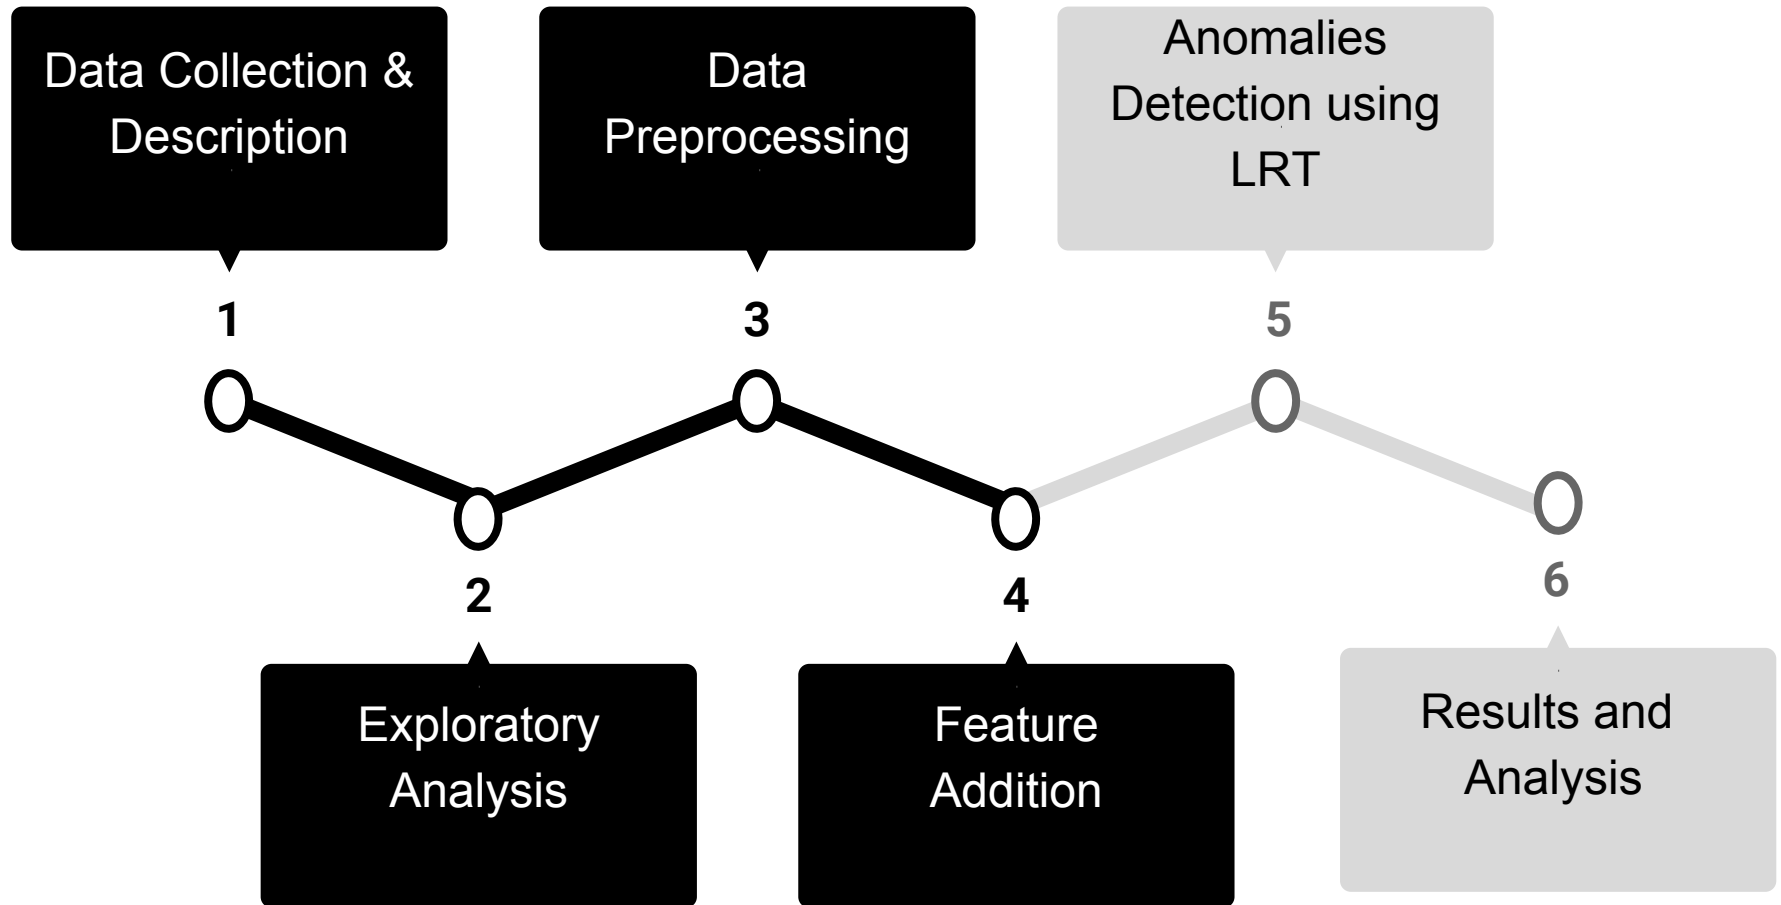 Data Collection &
Description
1
2
Exploratory
Analysis
Data
Preprocessing
3
4
Feature
Addition
Anomalies
Detection using
LRT
5
6
Results and
Analysis